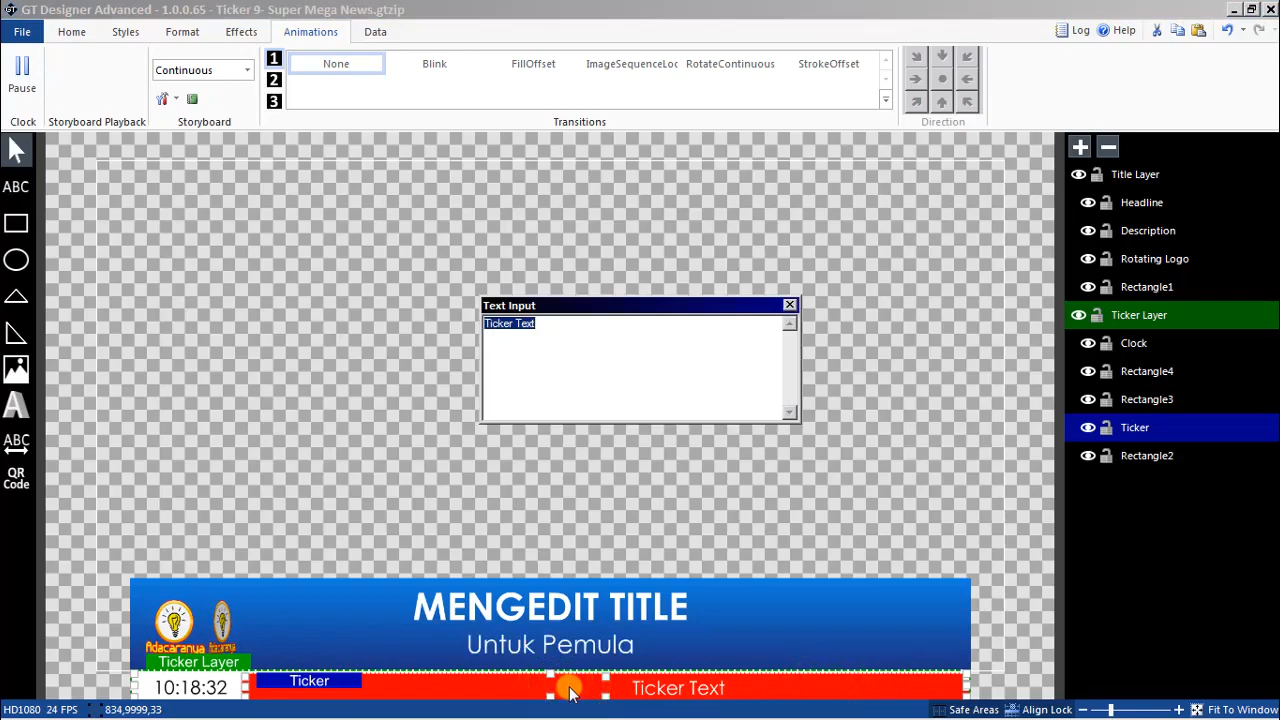 GT Designer Advanced - 1.0.0.65 - Ticker 9- Super Mega News.gtzip
File Home Styles Format Effects Animations Data Log Help
Pause
Continuous
1
2
3
None Blink FillOffset ImageSequenceLoc RotateContinuous StrokeOffset
Clock Storyboard Playback Storyboard Transitions Direction
ABC
ABC
QR
Code
Text Input
Ticker Text
Title Layer
Headline
Description
Rotating Logo
Rectangle1
Ticker Layer
Clock
Rectangle4
Rectangle3
Ticker
Rectangle2
MENGEDIT TITLE
Untuk Pemula
Adacaranua
Ticker Layer
10:18:32
Ticker
Ticker Text
HD1080 24 FPS 834,9999,33 Safe Areas Align Lock Fit To Window